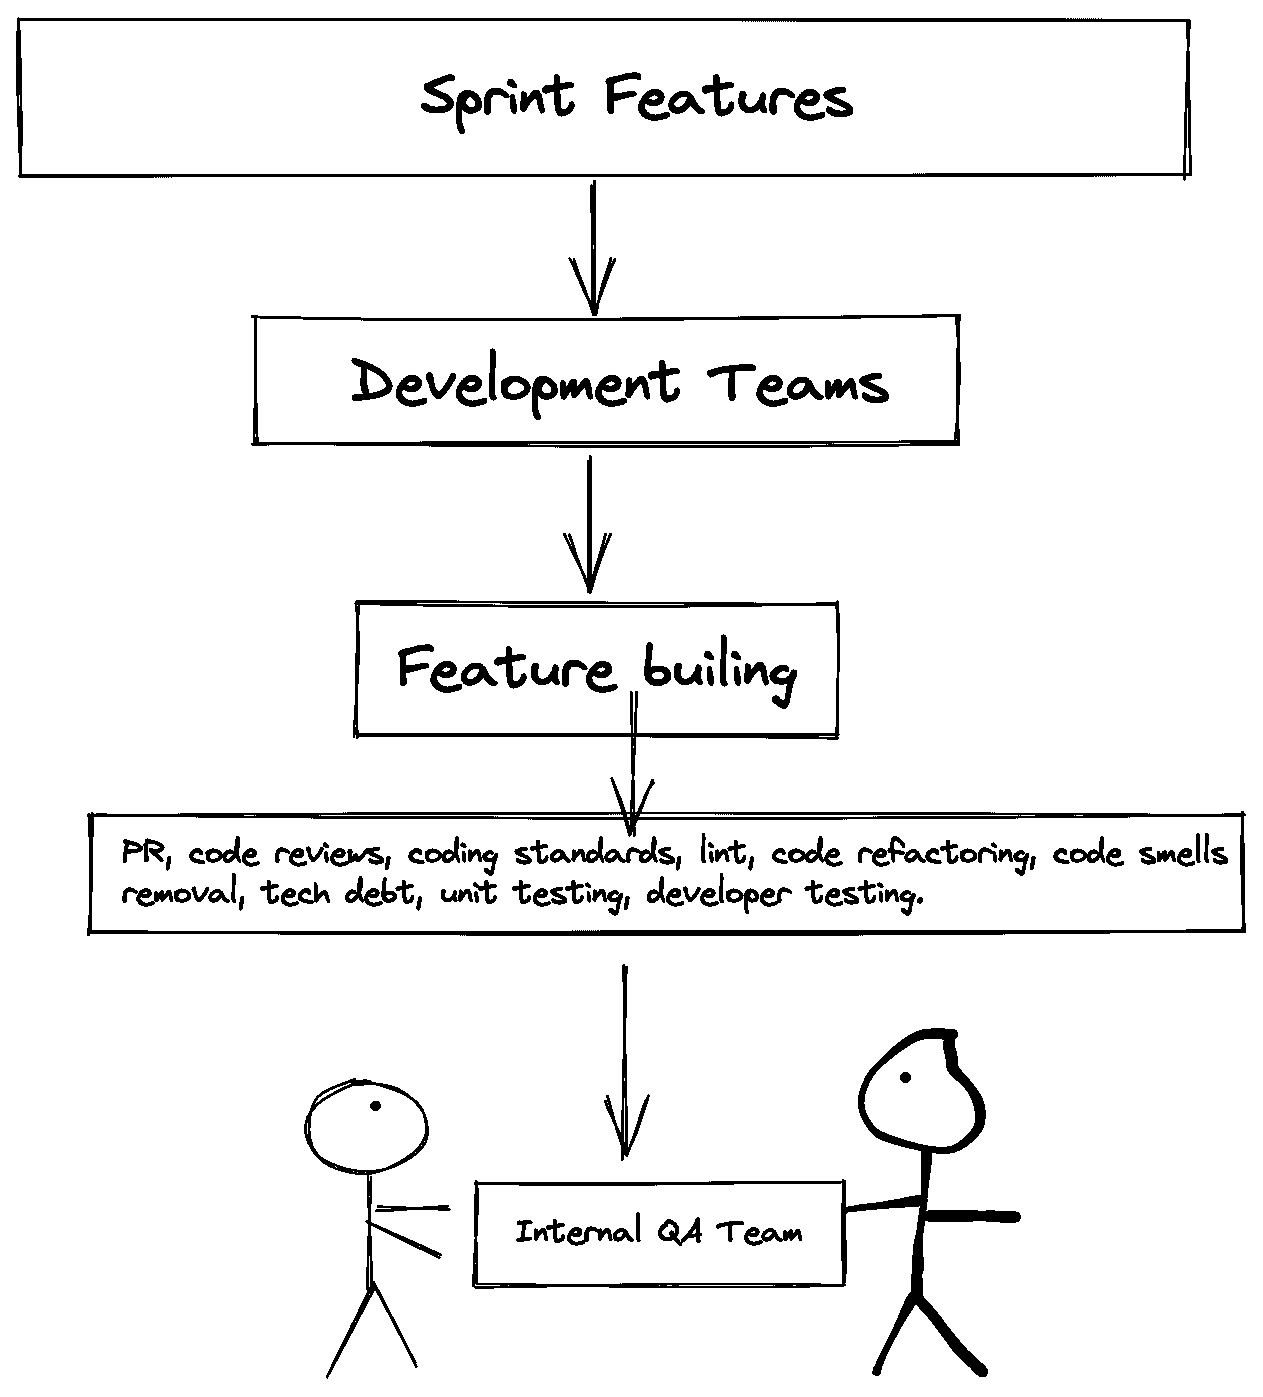 Sprint Features
Development Teams
Feature builing
PR, code reviews, coding standards, lint, code refactoring, code smells
removal, tech debt, unit testing, developer testing.
Internal QA Team